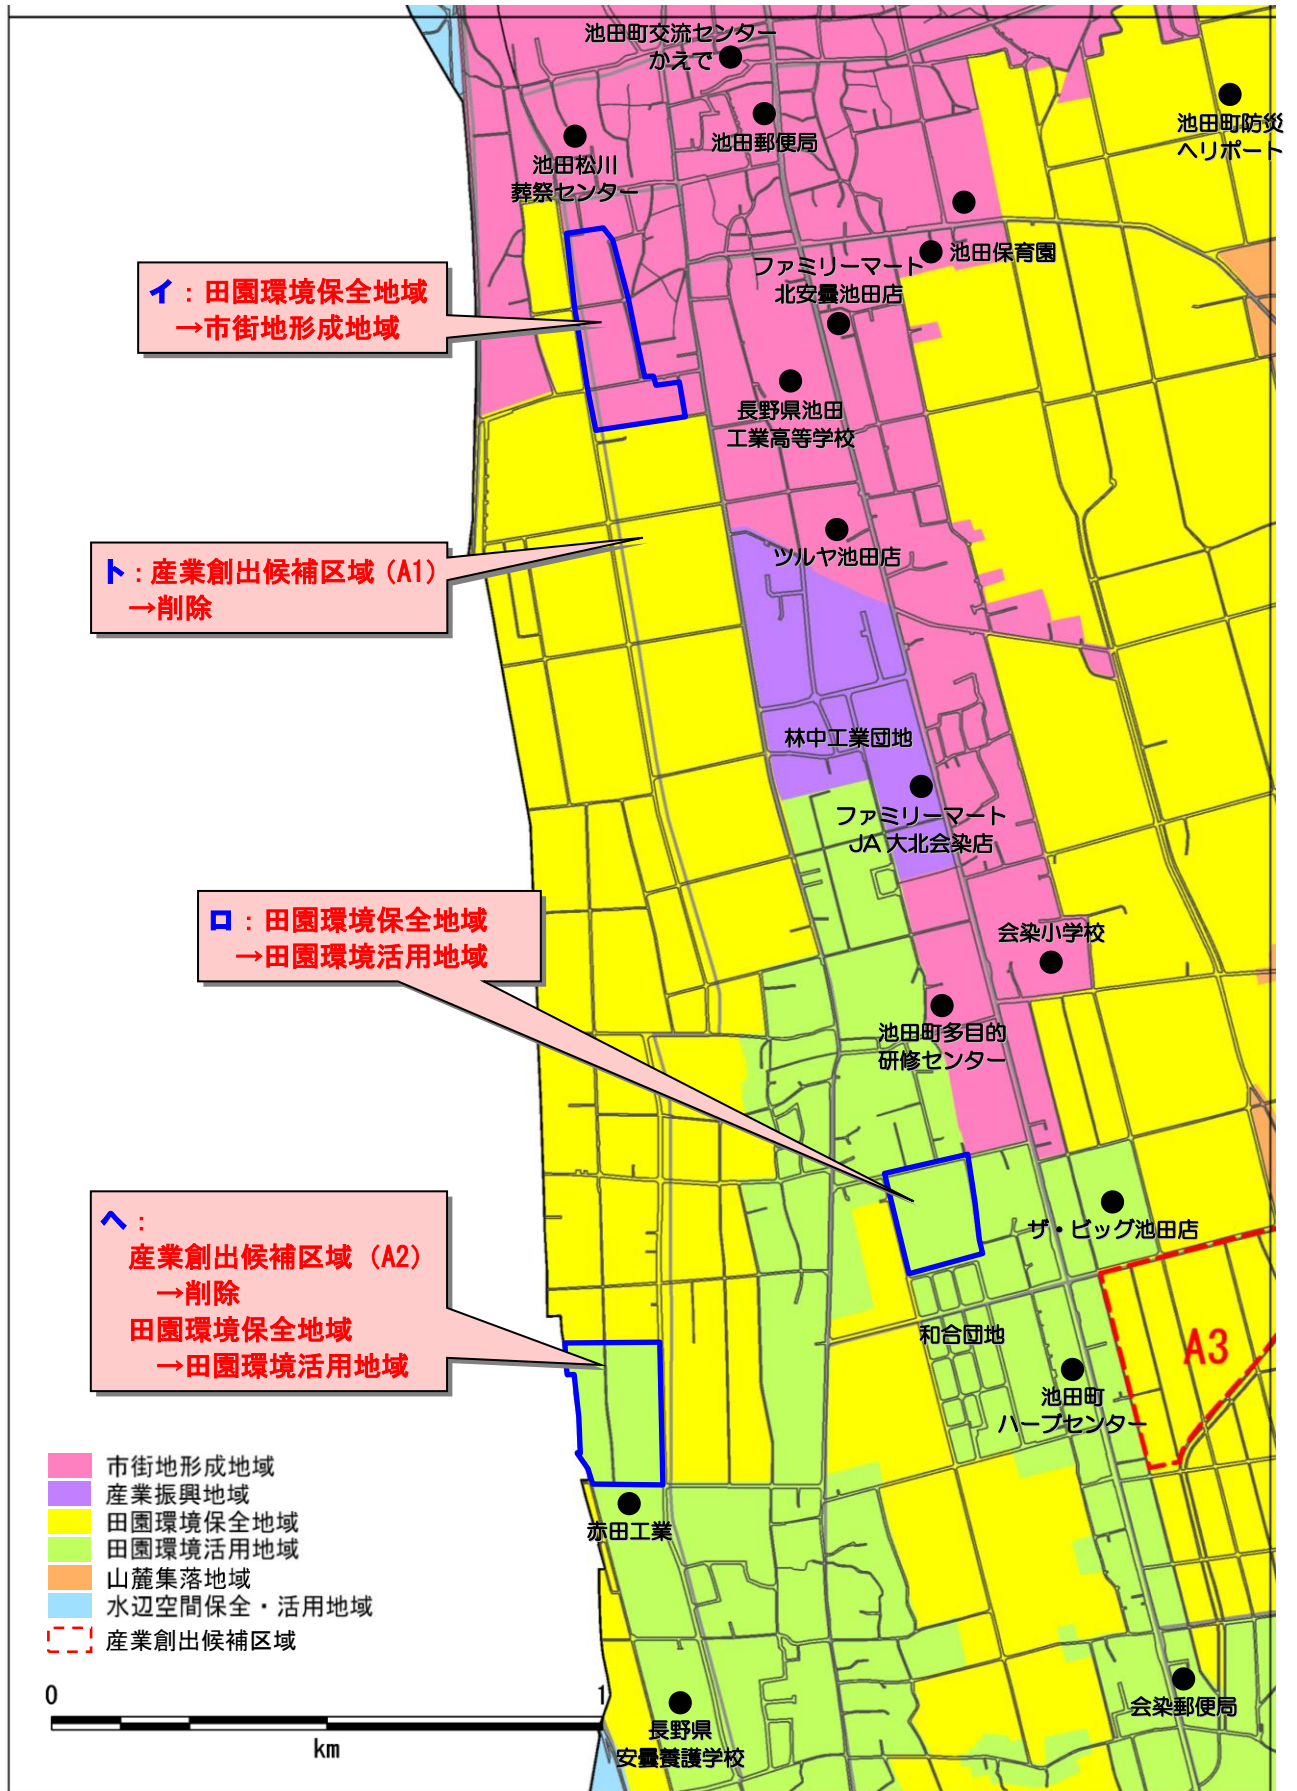 池田町交流センター
かえで
池田郵便局
池田町防災
ヘリポート
池田松川
葬祭センター
池田保育園
ファミリーマート
北安曇池田店
イ：田園環境保全地域
→市街地形成地域
長野県池田
工業高等学校
ツルヤ池田店
ト：産業創出候補区域（A1）
→削除
林中工業団地
ファミリーマート
JA 大北会染店
ロ：田園環境保全地域
→田園環境活用地域
会染小学校
池田町多目的
研修センター
ザ・ビッグ池田店
ヘ：
産業創出候補区域（A2）
→削除
田園環境保全地域
→田園環境活用地域
和合団地
A3
池田町
ハーブセンター
赤田工業
市街地形成地域
産業振興地域
田園環境保全地域
田園環境活用地域
山麓集落地域
水辺空間保全・活用地域
産業創出候補区域
0
1
km
会染郵便局
長野県
安曇養護学校